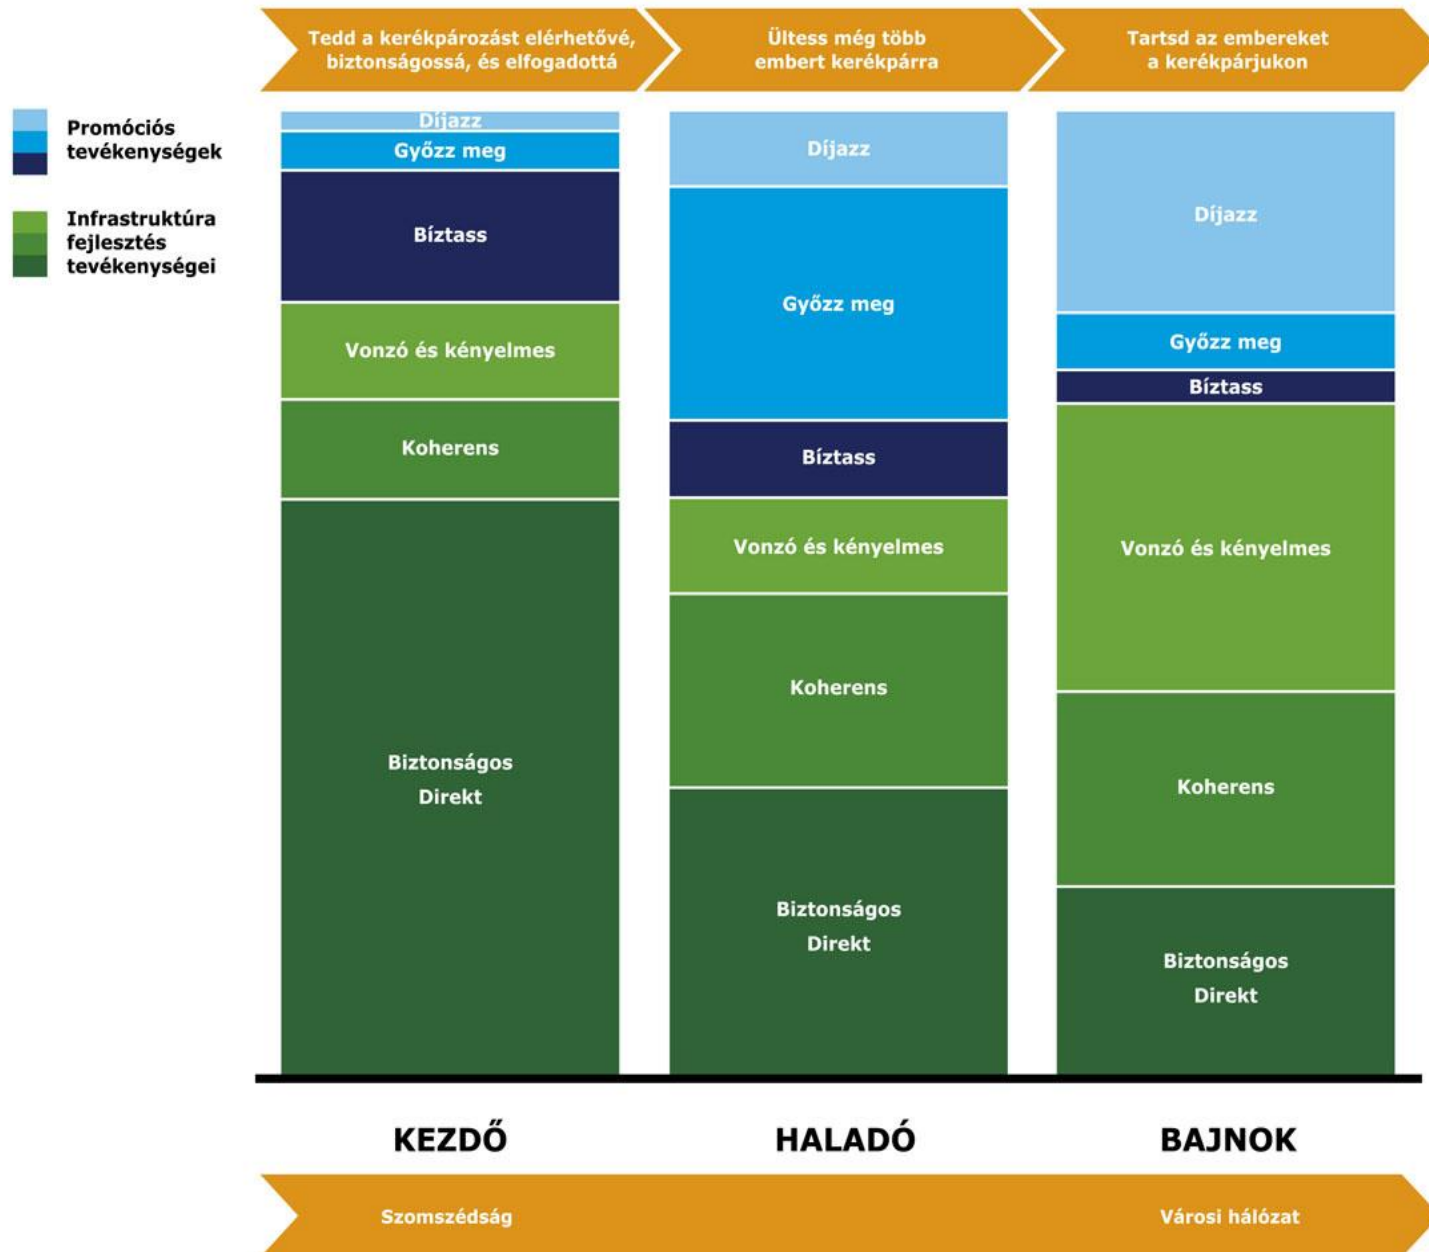 Tedd a kerékpározást elérhetővé,
biztonságossá, és elfogadottá
Ültess még több
embert kerékpárra
Tartsd az embereket
a kerékpárjukon
Promóciós
tevékenységek
Infrastruktúra
fejlesztés
tevékenységei
Díjazz
Győzz meg
Bíztass
Vonzó és kényelmes
Koherens
Biztonságos
Direkt
Díjazz
Győzz meg
Bíztass
Vonzó és kényelmes
Koherens
Biztonságos
Direkt
Díjazz
Győzz meg
Bíztass
Vonzó és kényelmes
Koherens
Biztonságos
Direkt
KEZDŐ
HALADÓ
BAJNOK
Szomszédság
Városi hálózat